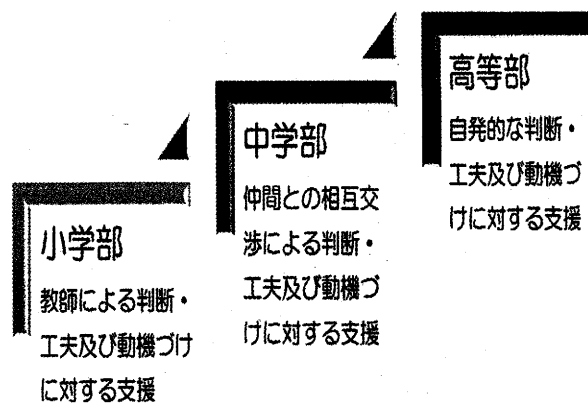 小学部
教師による判断・
工夫及び動機づけ
に対する支援
中学部
仲間との相互交
渉による判断・
工夫及び動機づ
けに対する支援
高等部
自発的な判断・
工夫及び動機づ
けに対する支援